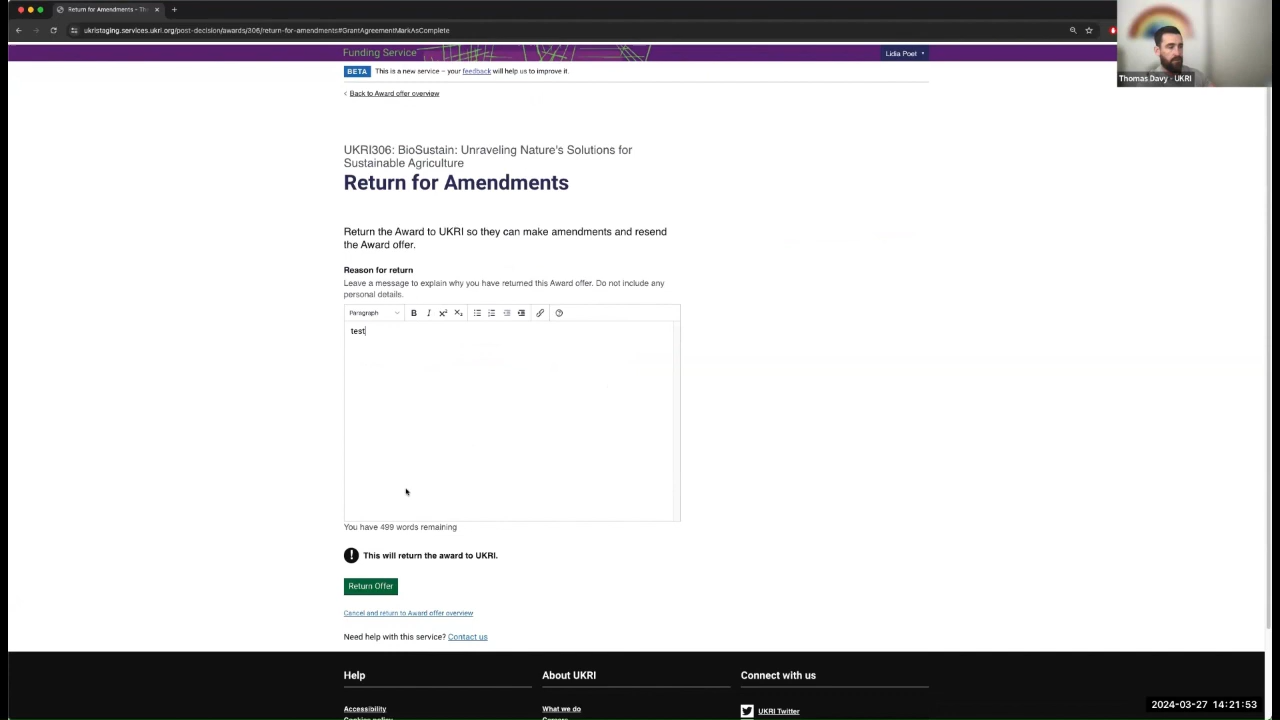 Return for Amendments – Th
ukristaging.services.ukri.org/post-decision/awards/306/return-for-amendments#GrantAgreementMarkAsComplete
Funding Service
Lidia Poet
Thomas Davy - UKRI
BETA This is a new service – your feedback will help us to improve it.
Back to Award offer overview
UKRI306: BioSustain: Unraveling Nature's Solutions for
Sustainable Agriculture
Return for Amendments
Return the Award to UKRI so they can make amendments and resend
the Award offer.
Reason for return
Leave a message to explain why you have returned this Award offer. Do not include any
personal details.
Paragraph B I X² X₂
test
You have 499 words remaining
! This will return the award to UKRI.
Return Offer
Cancel and return to Award offer overview
Need help with this service? Contact us
Help About UKRI Connect with us
Accessibility What we do UKRI Twitter
Cookies policy Careers
2024-03-27 14:21:53